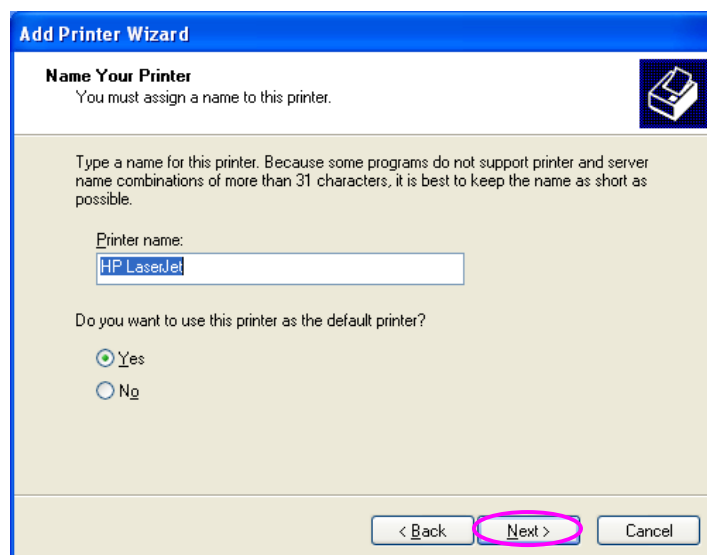 Add Printer Wizard
Name Your Printer
You must assign a name to this printer.
Type a name for this printer. Because some programs do not support printer and server
name combinations of more than 31 characters, it is best to keep the name as short as
possible.
Printer name:
HP LaserJet
Do you want to use this printer as the default printer?
Yes
No
< Back Next > Cancel